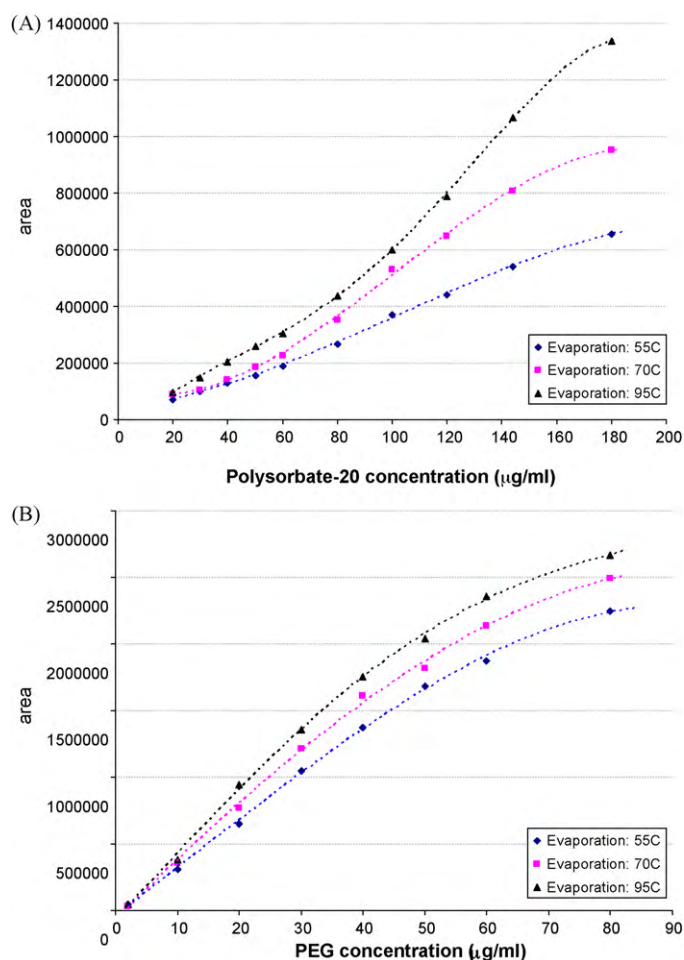 (A)
1400000
1200000
1000000
800000
600000
400000
200000
0
area
0 20 40 60 80 100 120 140 160 180 200
Polysorbate-20 concentration (μg/ml)
Evaporation: 55C
Evaporation: 70C
Evaporation: 95C
(B)
3000000
2500000
2000000
1500000
1000000
500000
0
area
0 10 20 30 40 50 60 70 80 90
PEG concentration (μg/ml)
Evaporation: 55C
Evaporation: 70C
Evaporation: 95C